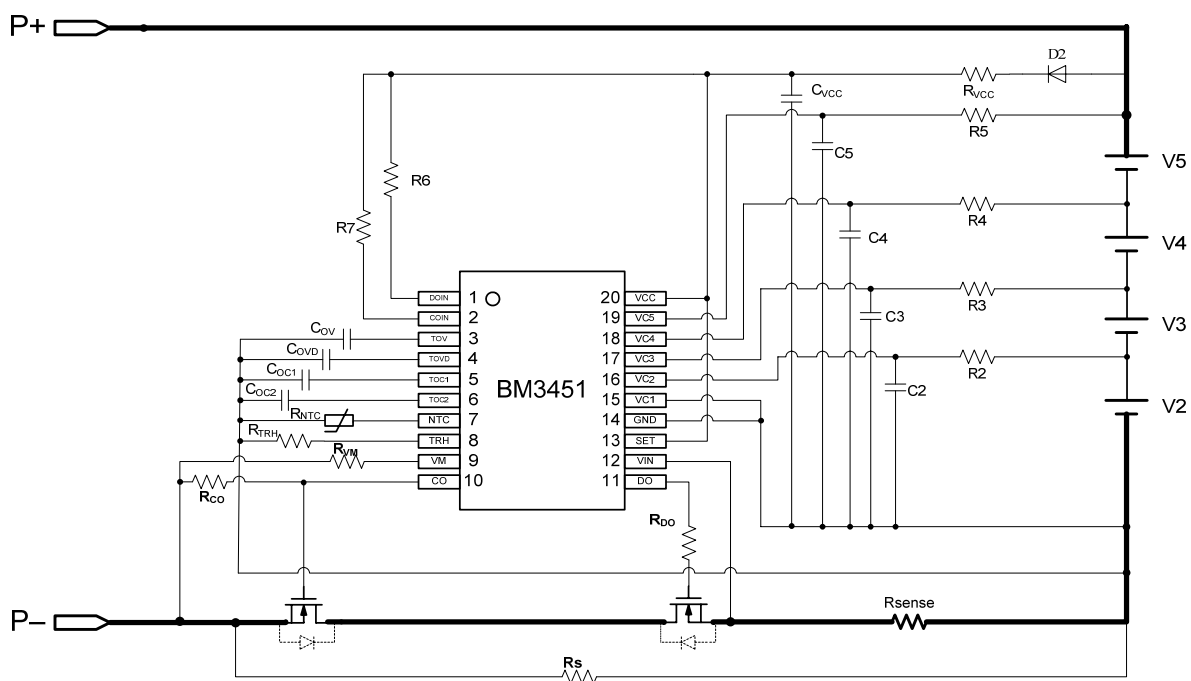 P+
D2
CVCC
RVCC
R5
C5
V5
R6
R7
R4
C4
V4
R3
C3
V3
R2
C2
V2
BM3451
DOIN 1
COIN 2
TOV 3
TOVD 4
TOC1 5
TOC2 6
NTC 7
TRH 8
VM 9
CO 10
20 VCC
19 VC5
18 VC4
17 VC3
16 VC2
15 VC1
14 GND
13 SET
12 VIN
11 DO
COV
COVD
COC1
COC2
RNTC
RTRH
RVM
RCO
RDO
Rsense
P–
Rs